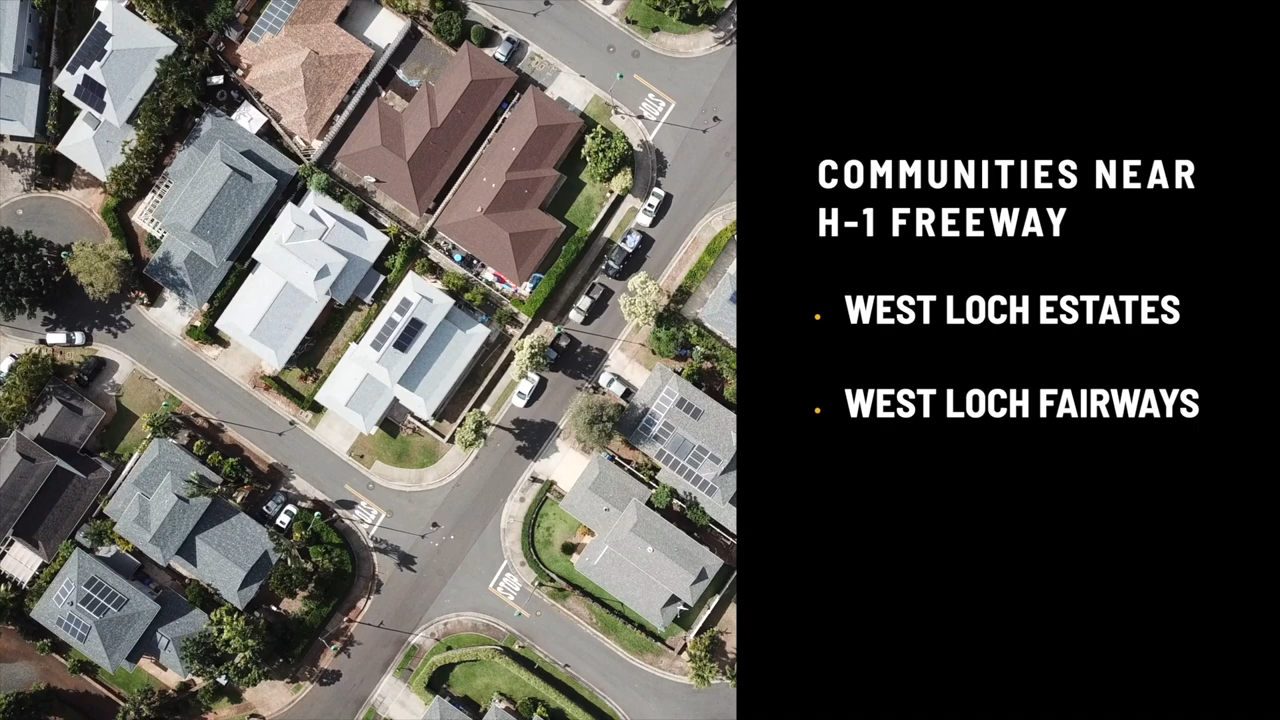 COMMUNITIES NEAR
H-1 FREEWAY
• WEST LOCH ESTATES
• WEST LOCH FAIRWAYS
STOP
STOP
STOP